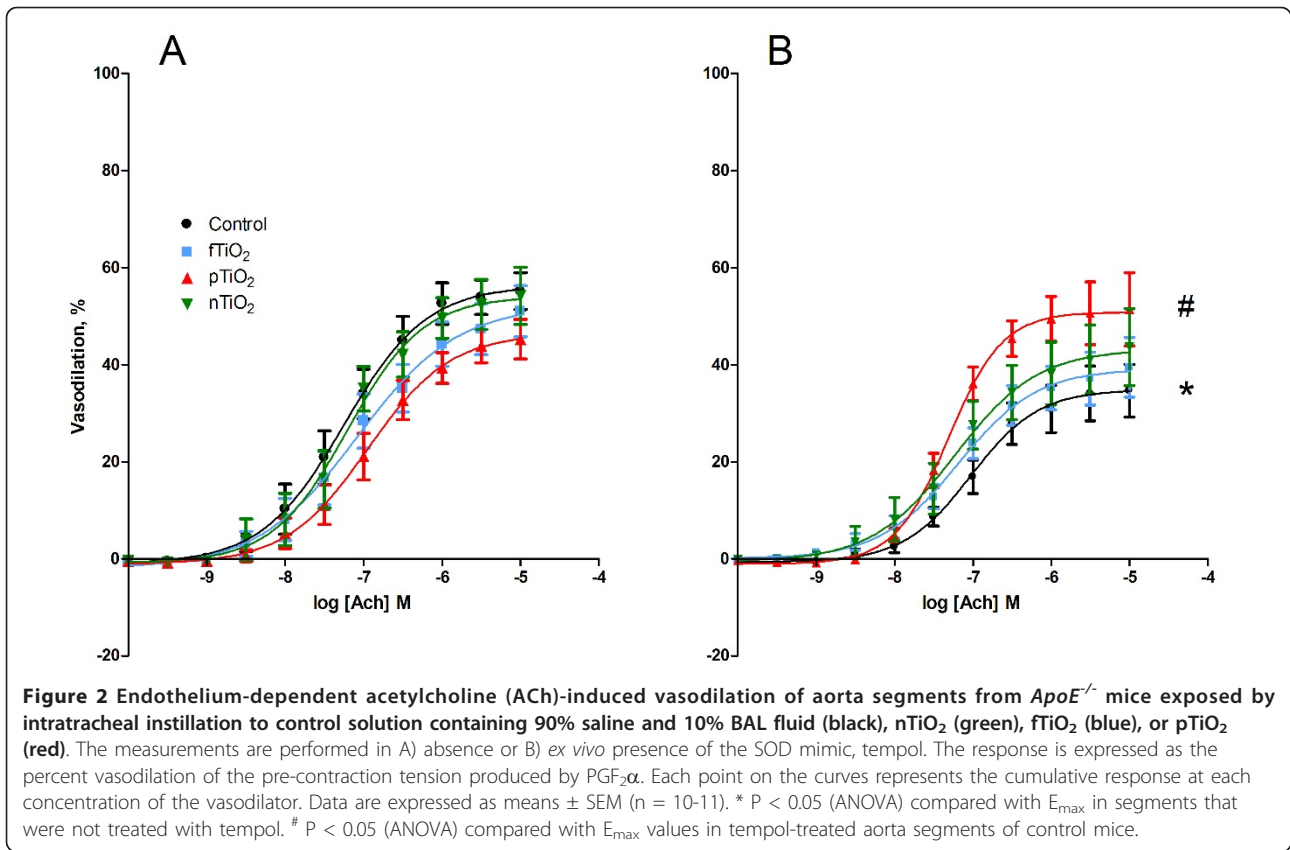 A
B
100
80
60
40
20
0
-20
Vasodilation, %
Control
fTiO₂
pTiO₂
nTiO₂
-9 -8 -7 -6 -5 -4
log [Ach] M
100
80
60
40
20
0
-20
#
*
-9 -8 -7 -6 -5 -4
log [Ach] M
Figure 2 Endothelium-dependent acetylcholine (ACh)-induced vasodilation of aorta segments from ApoE⁻/⁻ mice exposed by
intratracheal instillation to control solution containing 90% saline and 10% BAL fluid (black), nTiO₂ (green), fTiO₂ (blue), or pTiO₂
(red). The measurements are performed in A) absence or B) ex vivo presence of the SOD mimic, tempol. The response is expressed as the
percent vasodilation of the pre-contraction tension produced by PGF₂α. Each point on the curves represents the cumulative response at each
concentration of the vasodilator. Data are expressed as means ± SEM (n = 10-11). * P < 0.05 (ANOVA) compared with Emax in segments that
were not treated with tempol. # P < 0.05 (ANOVA) compared with Emax values in tempol-treated aorta segments of control mice.